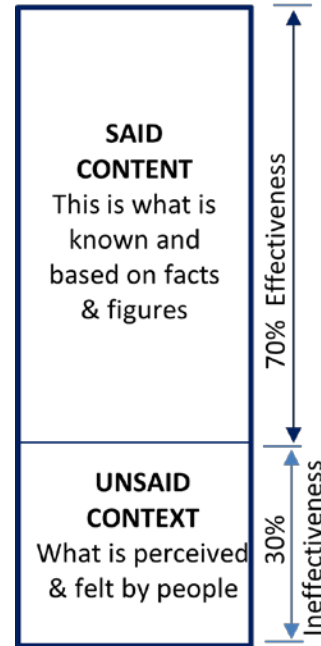 SAID
CONTENT
This is what is
known and
based on facts
& figures
70% Effectiveness
UNSAID
CONTEXT
What is perceived
& felt by people
30%
Ineffectiveness